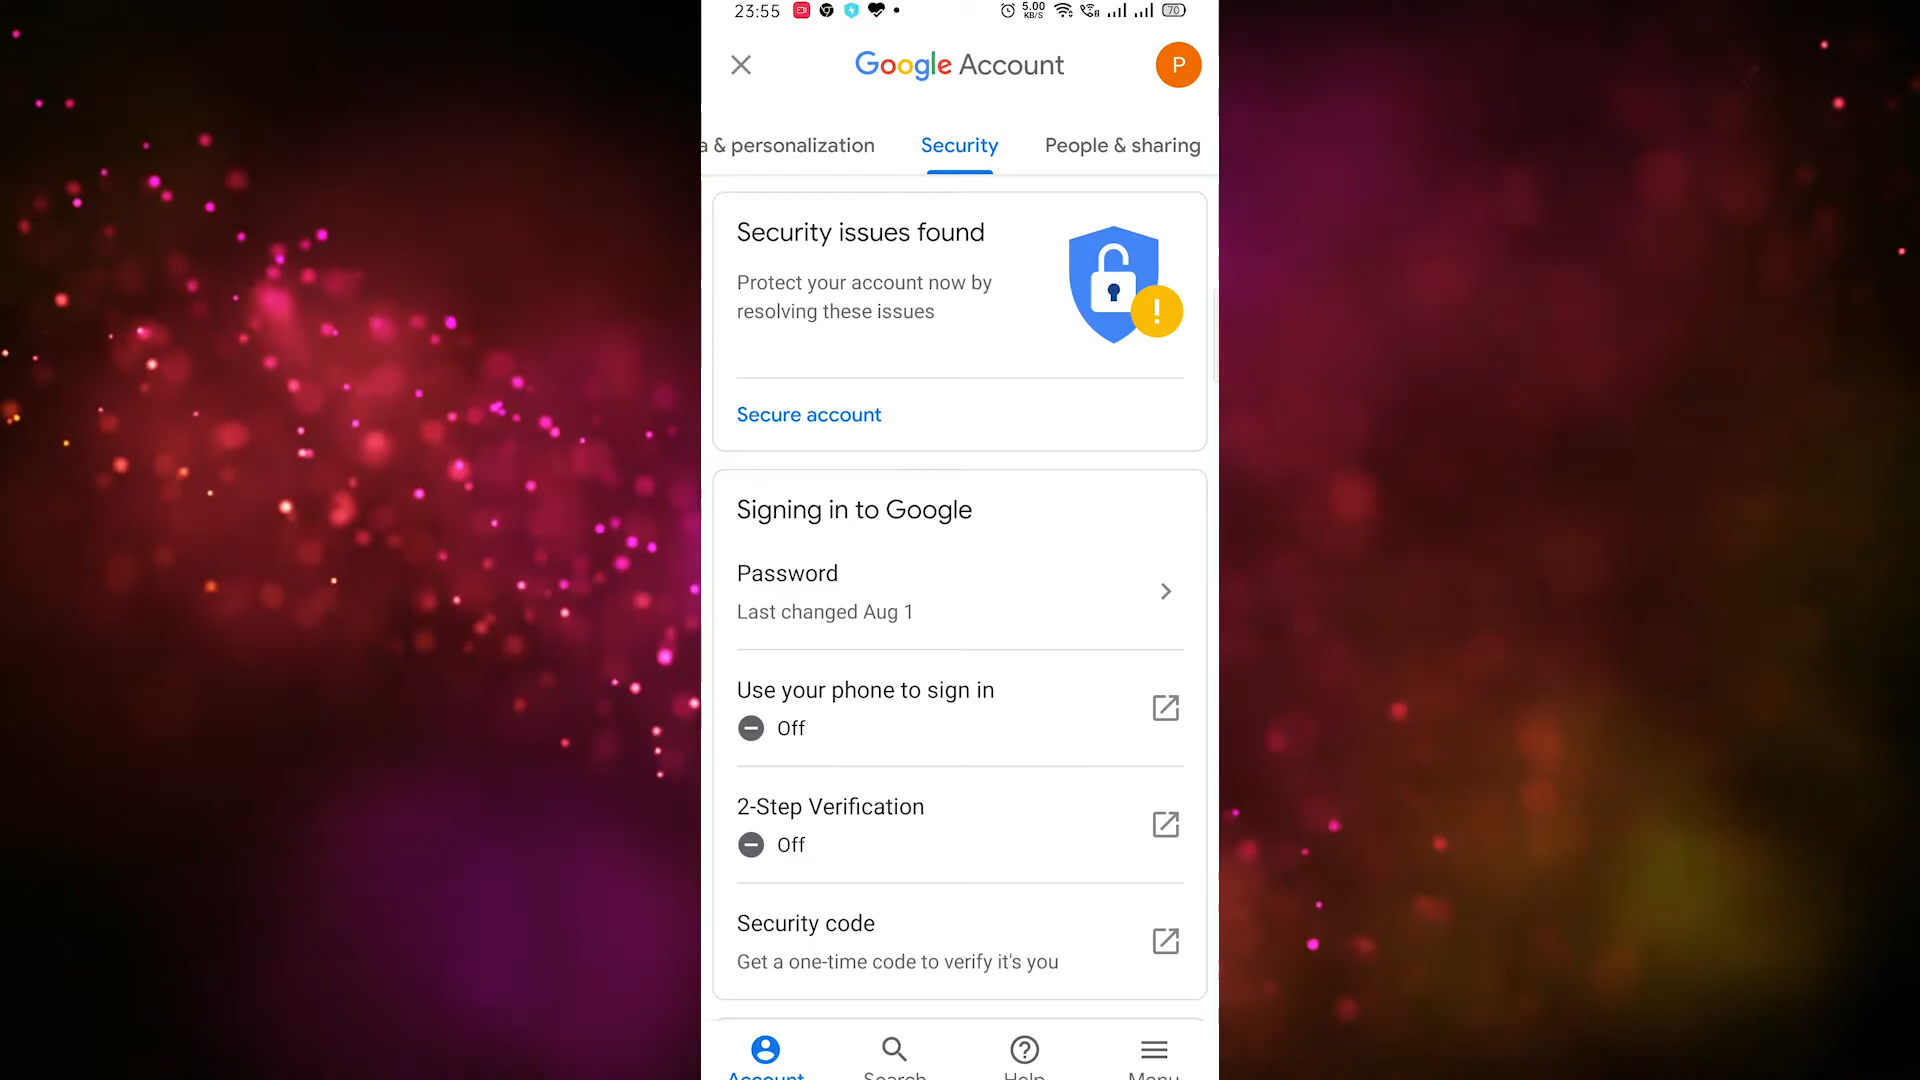 23:55
5.00
KB/S
70
Google Account
P
a & personalization
Security
People & sharing
Security issues found
Protect your account now by
resolving these issues
!
Secure account
Signing in to Google
Password
Last changed Aug 1
Use your phone to sign in
Off
2-Step Verification
Off
Security code
Get a one-time code to verify it's you
Account
Search
Help
Menu